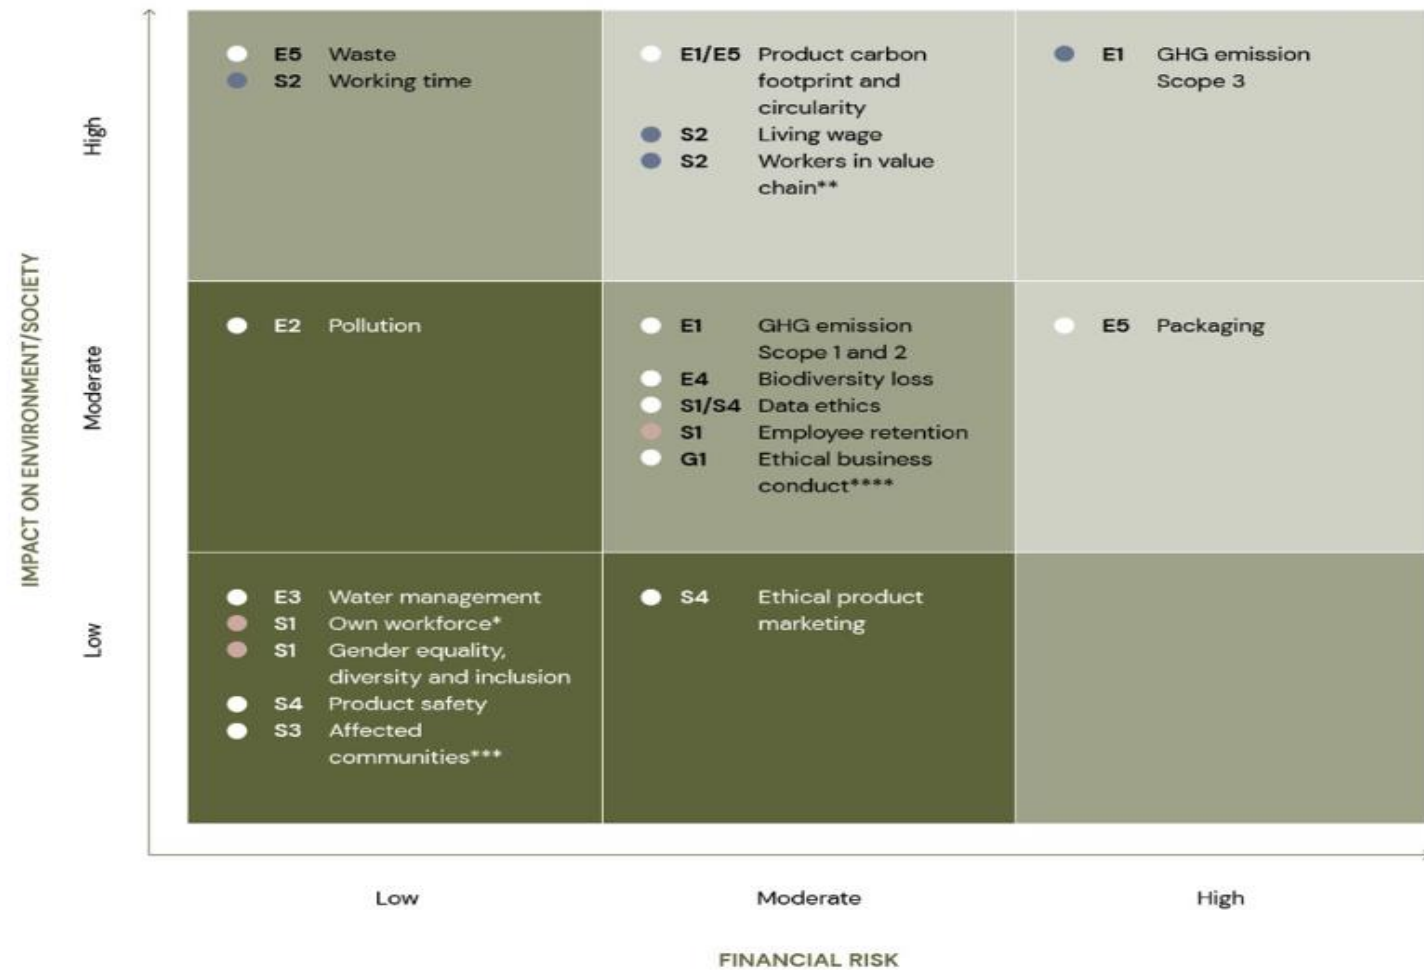 IMPACT ON ENVIRONMENT/SOCIETY
High
E5 Waste
S2 Working time
E1/E5 Product carbon
footprint and
circularity
S2 Living wage
S2 Workers in value
chain**
E1 GHG emission
Scope 3
Moderate
E2 Pollution
E1 GHG emission
Scope 1 and 2
E4 Biodiversity loss
S1/S4 Data ethics
S1 Employee retention
G1 Ethical business
conduct****
E5 Packaging
Low
E3 Water management
S1 Own workforce*
S1 Gender equality,
diversity and inclusion
S4 Product safety
S3 Affected
communities***
S4 Ethical product
marketing
Low
Moderate
High
FINANCIAL RISK